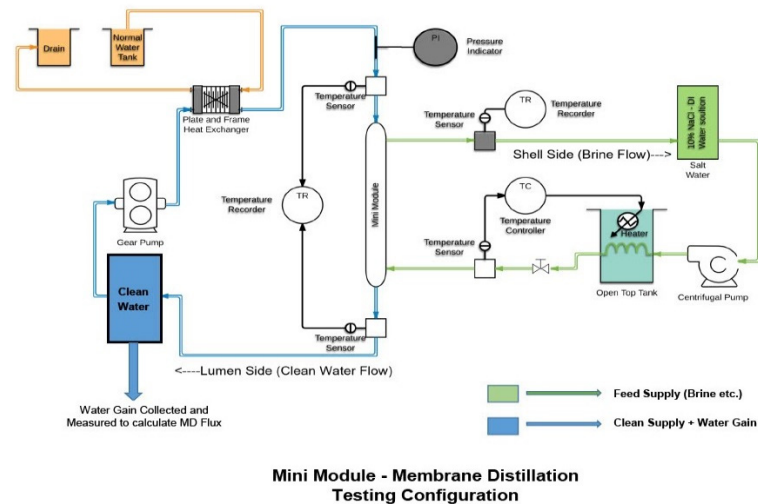 Drain
Normal
Water
Tank
PI
Pressure
Indicator
Temperature
Sensor
Plate and Frame
Heat Exchanger
TR
Temperature
Recorder
Temperature
Sensor
10% NaCl - DI
Water soultion
Shell Side (Brine Flow)--->
Salt
Water
Mini Module
TR
Temperature
Recorder
TC
Temperature
Controller
Heater
Gear Pump
Temperature
Sensor
Open Top Tank
Centrifugal Pump
Clean
Water
Temperature
Sensor
<----Lumen Side (Clean Water Flow)
Water Gain Collected and
Measured to calculate MD Flux
Feed Supply (Brine etc.)
Clean Supply + Water Gain
Mini Module - Membrane Distillation
Testing Configuration